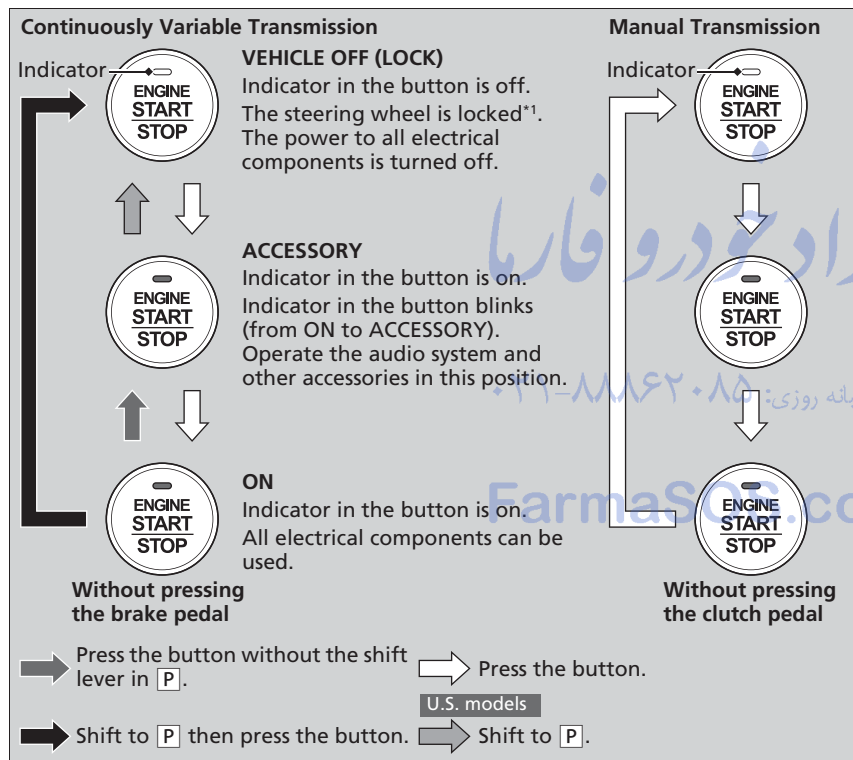 Continuously Variable Transmission
Manual Transmission
Indicator
ENGINE
START
STOP
VEHICLE OFF (LOCK)
Indicator in the button is off.
The steering wheel is locked*1.
The power to all electrical
components is turned off.
Indicator
ENGINE
START
STOP
ENGINE
START
STOP
ACCESSORY
Indicator in the button is on.
Indicator in the button blinks
(from ON to ACCESSORY).
Operate the audio system and
other accessories in this position.
ENGINE
START
STOP
ENGINE
START
STOP
ON
Indicator in the button is on.
All electrical components can be
used.
ENGINE
START
STOP
Without pressing
the brake pedal
Without pressing
the clutch pedal
Press the button without the shift
lever in P.
Press the button.
U.S. models
Shift to P then press the button.
Shift to P.
خودرو فارما
روزی: ۰۲۱-۸۸۸۶۲۰۸۵
FarmaSOS.co